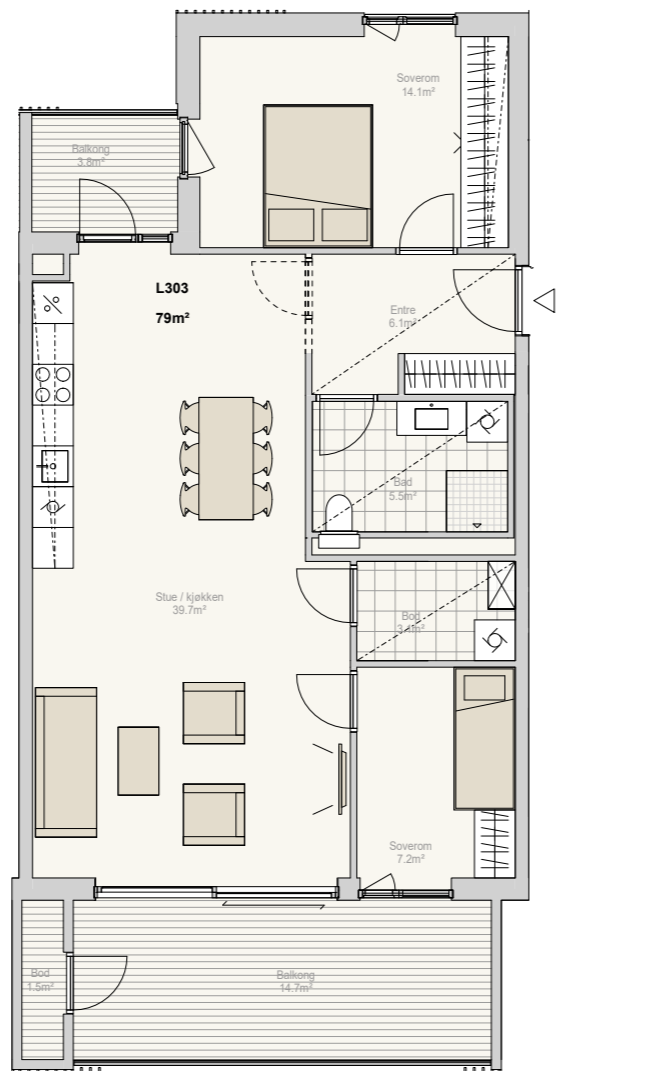 Soverom
14.1m²
Balkong
3.8m²
L303
79m²
Entre
6.1m²
Bad
5.5m²
Stue / kjøkken
39.7m²
Bod
Soverom
7.2m²
Bod
1.5m²
Balkong
14.7m²